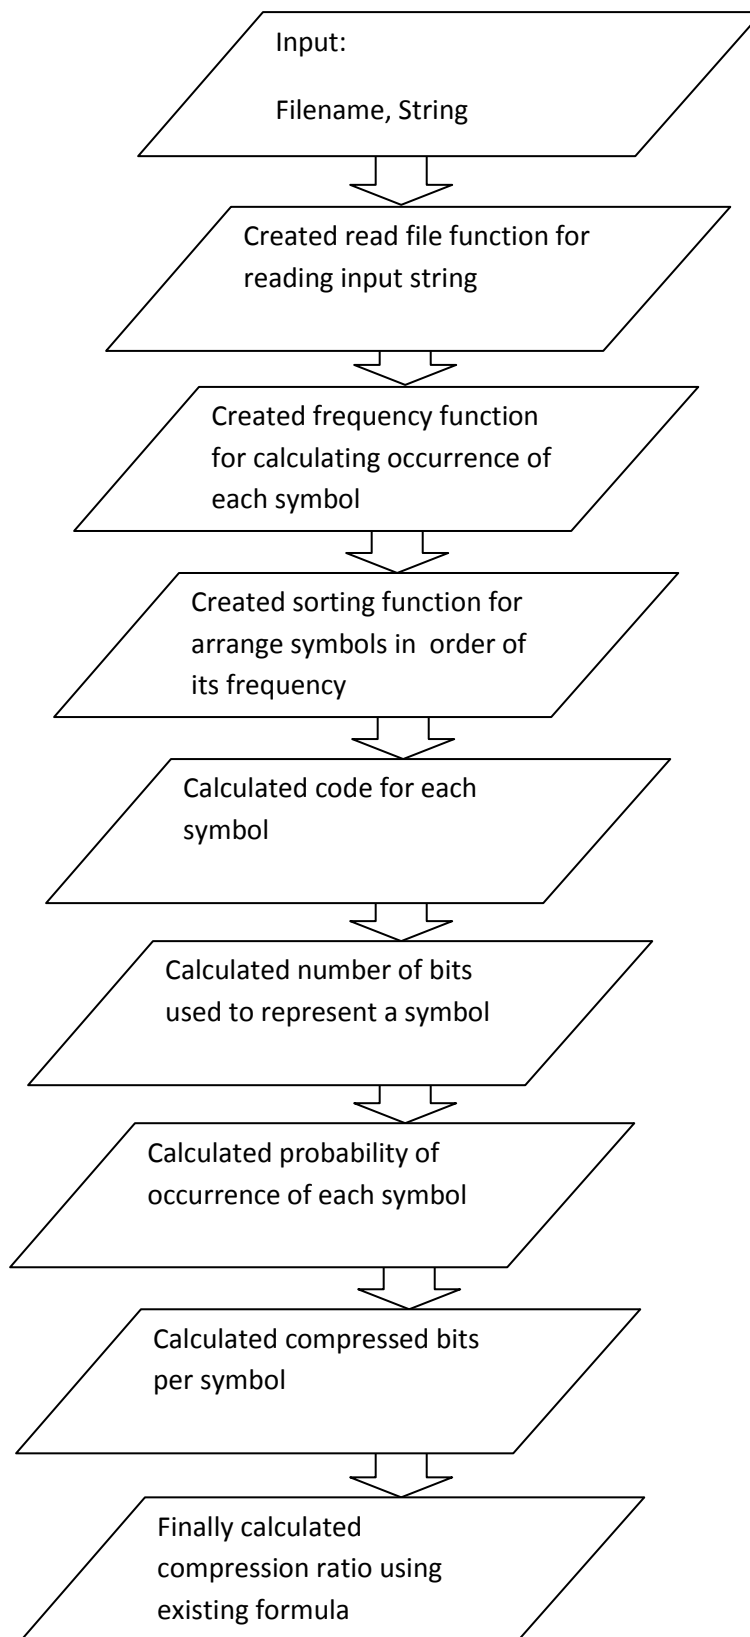 Input:
Filename, String
Created read file function for
reading input string
Created frequency function
for calculating occurrence of
each symbol
Created sorting function for
arrange symbols in  order of
its frequency
Calculated code for each
symbol
Calculated number of bits
used to represent a symbol
Calculated probability of
occurrence of each symbol
Calculated compressed bits
per symbol
Finally calculated
compression ratio using
existing formula